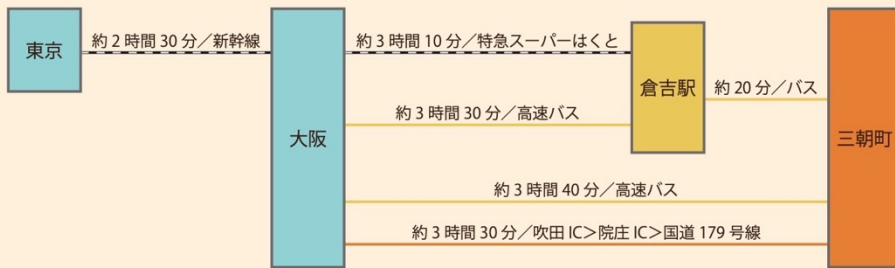 東京
約 2 時間 30 分／新幹線
大阪
約 3 時間 10 分／特急スーパーはくと
倉吉駅
約 20 分／バス
三朝町
約 3 時間 30 分／高速バス
約 3 時間 40 分／高速バス
約 3 時間 30 分／吹田 IC>院庄 IC>国道 179 号線